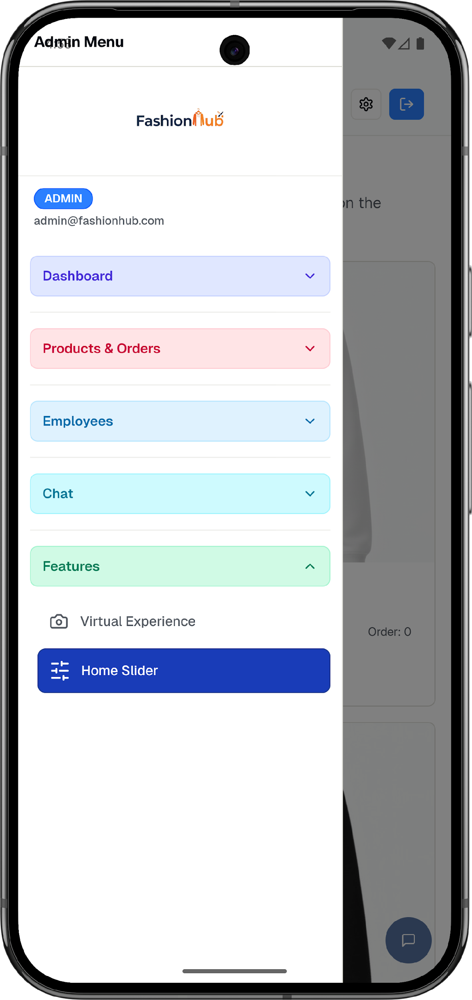 Admin Menu
FashionHub
on the
ADMIN
admin@fashionhub.com
Dashboard
Products & Orders
Employees
Chat
Features
Virtual Experience
Order: 0
Home Slider